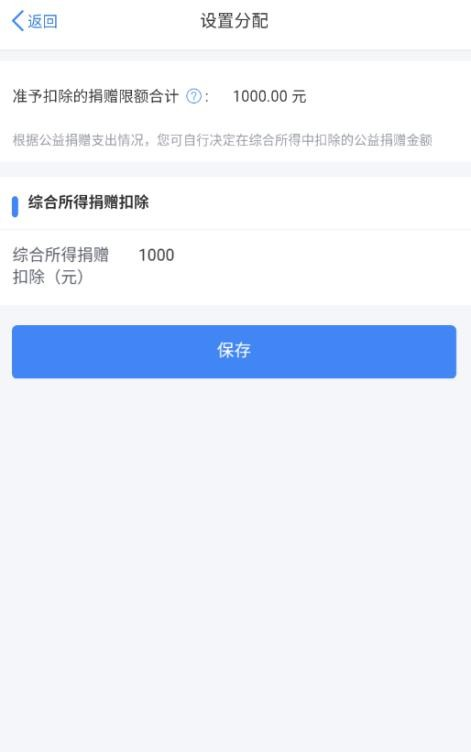 返回
设置分配
准予扣除的捐赠限额合计 ?： 1000.00 元
根据公益捐赠支出情况，您可自行决定在综合所得中扣除的公益捐赠金额
综合所得捐赠扣除
综合所得捐赠 1000
扣除（元）
保存